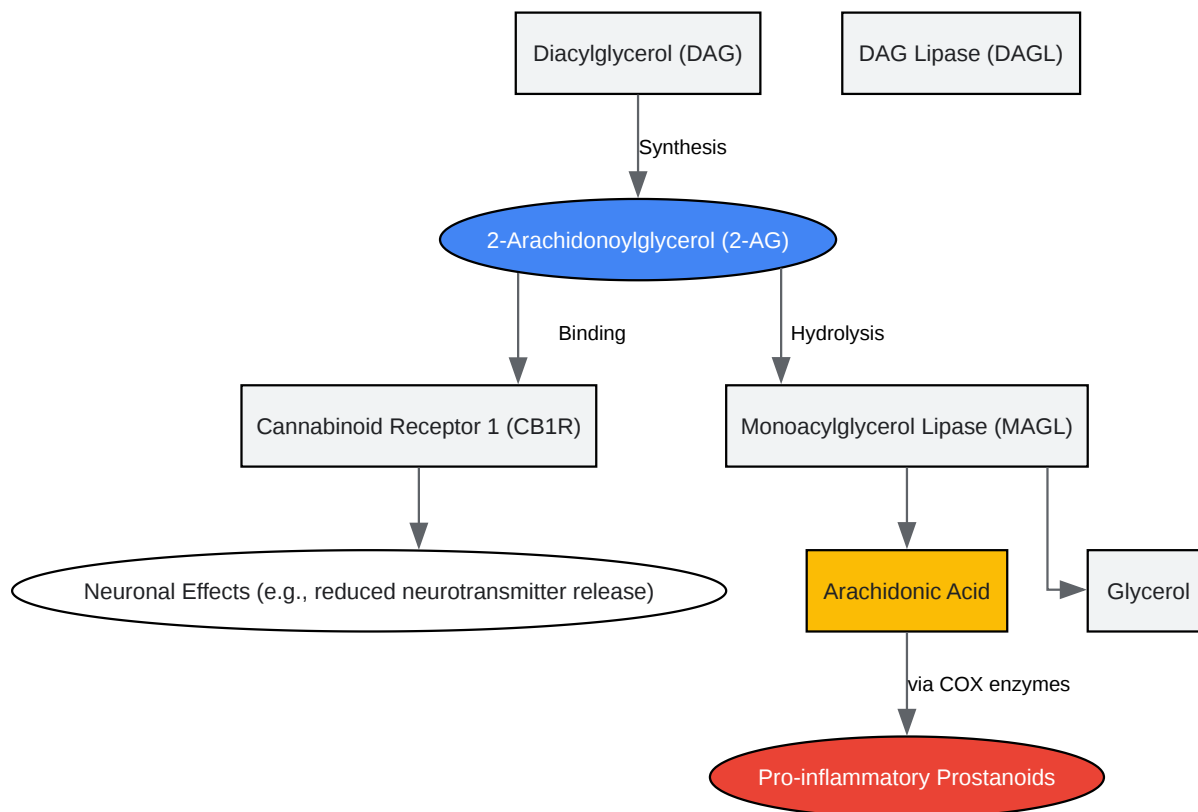 Diacylglycerol (DAG)
DAG Lipase (DAGL)
Synthesis
2-Arachidonoylglycerol (2-AG)
Binding
Hydrolysis
Cannabinoid Receptor 1 (CB1R)
Monoacylglycerol Lipase (MAGL)
Neuronal Effects (e.g., reduced neurotransmitter release)
Arachidonic Acid
Glycerol
via COX enzymes
Pro-inflammatory Prostanoids